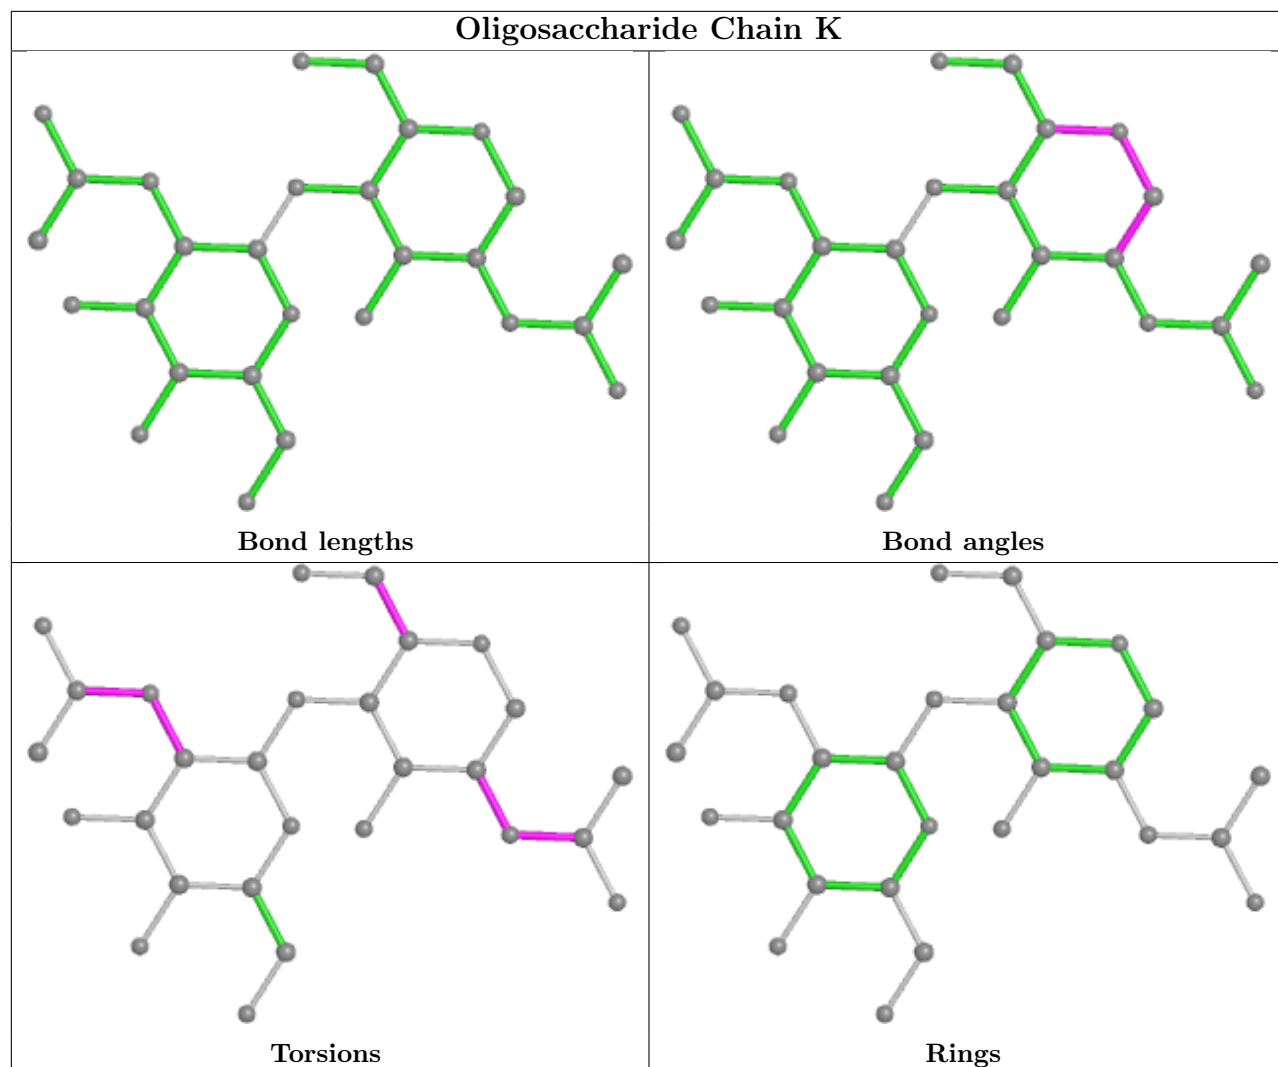 Oligosaccharide Chain K
Bond lengths
Bond angles
Torsions
Rings